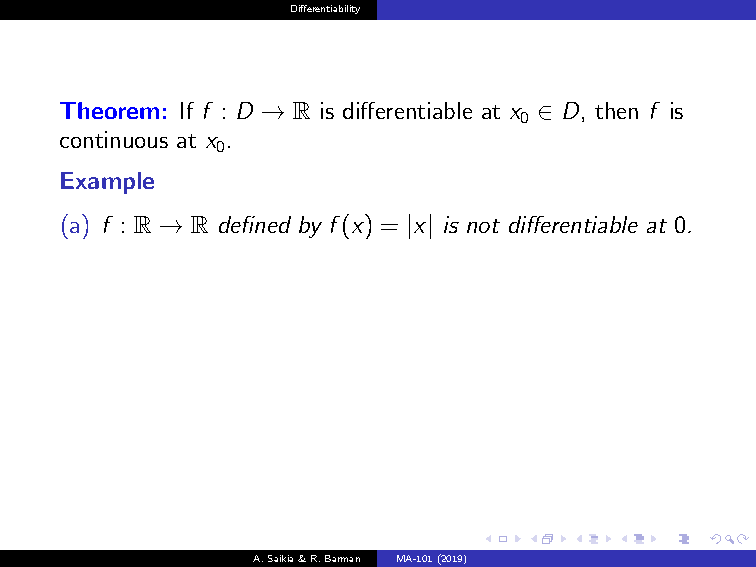 Differentiability
Theorem: If f : D → ℝ is differentiable at x₀ ∈ D, then f is
continuous at x₀.
Example
(a) f : ℝ → ℝ defined by f(x) = |x| is not differentiable at 0.
A. Saikia & R. Barman MA-101 (2019)